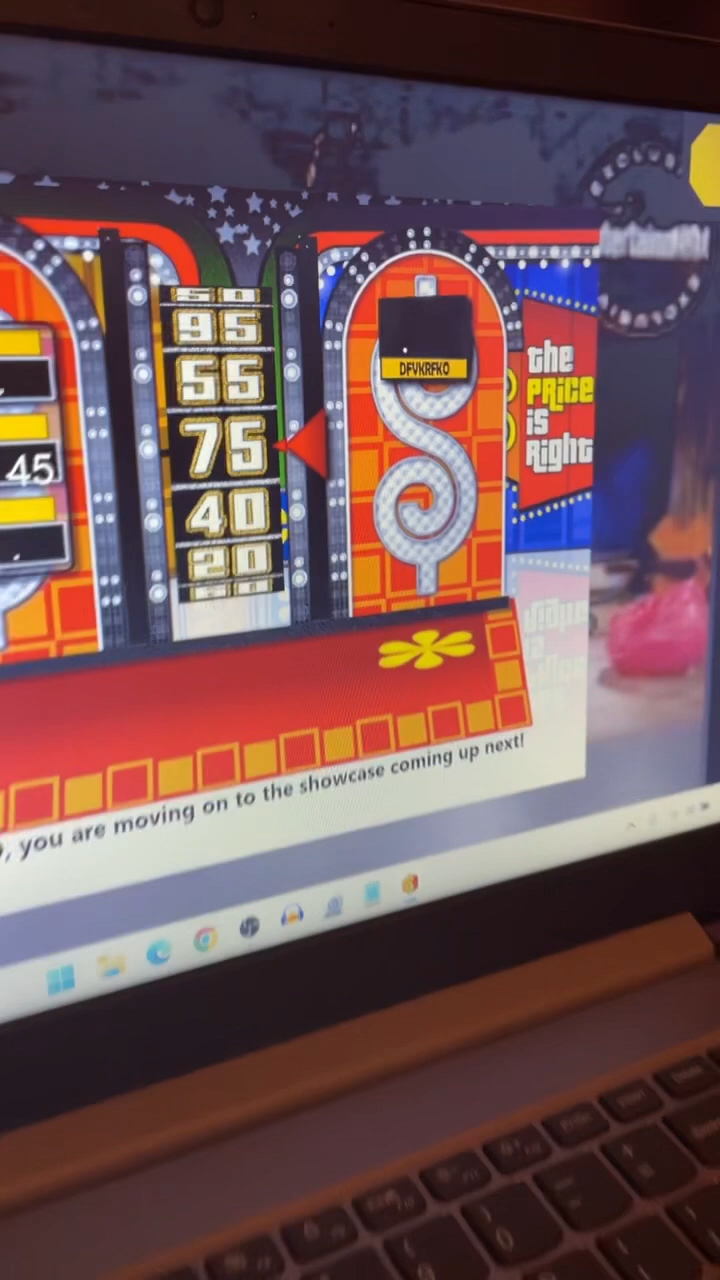 95
55
75
40
20
45
DFVKRFKO
the
PRICE
is
Right
, you are moving on to the showcase coming up next!